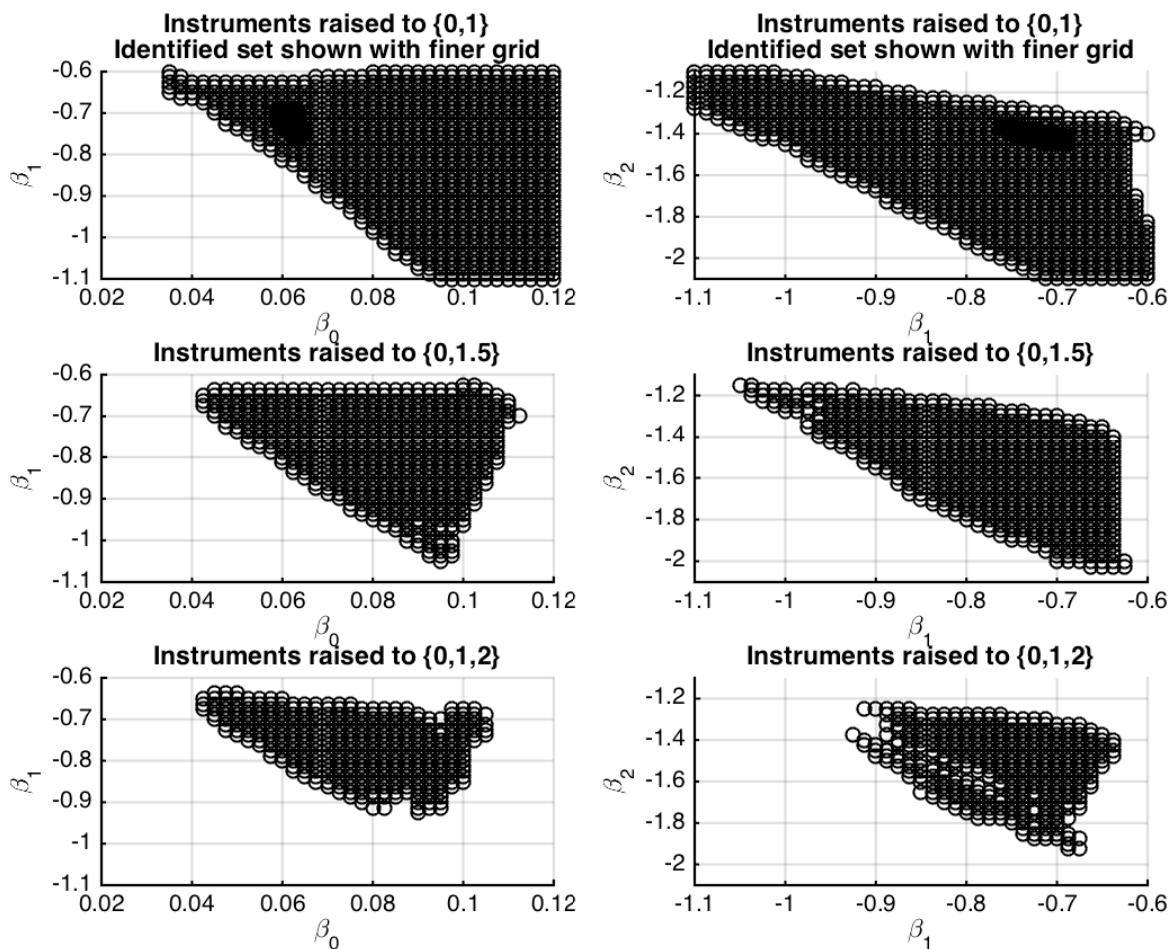 Instruments raised to {0,1}
Identified set shown with finer grid
-0.6
-0.7
-0.8
-0.9
-1
-1.1
β₁
0.02 0.04 0.06 0.08 0.1 0.12
β₀
Instruments raised to {0,1}
Identified set shown with finer grid
-1.2
-1.4
-1.6
-1.8
-2
β₂
-1.1 -1 -0.9 -0.8 -0.7 -0.6
β₁
Instruments raised to {0,1.5}
-0.6
-0.7
-0.8
-0.9
-1
-1.1
β₁
0.02 0.04 0.06 0.08 0.1 0.12
β₀
Instruments raised to {0,1.5}
-1.2
-1.4
-1.6
-1.8
-2
β₂
-1.1 -1 -0.9 -0.8 -0.7 -0.6
β₁
Instruments raised to {0,1,2}
-0.6
-0.7
-0.8
-0.9
-1
-1.1
β₁
0.02 0.04 0.06 0.08 0.1 0.12
β₀
Instruments raised to {0,1,2}
-1.2
-1.4
-1.6
-1.8
-2
β₂
-1.1 -1 -0.9 -0.8 -0.7 -0.6
β₁